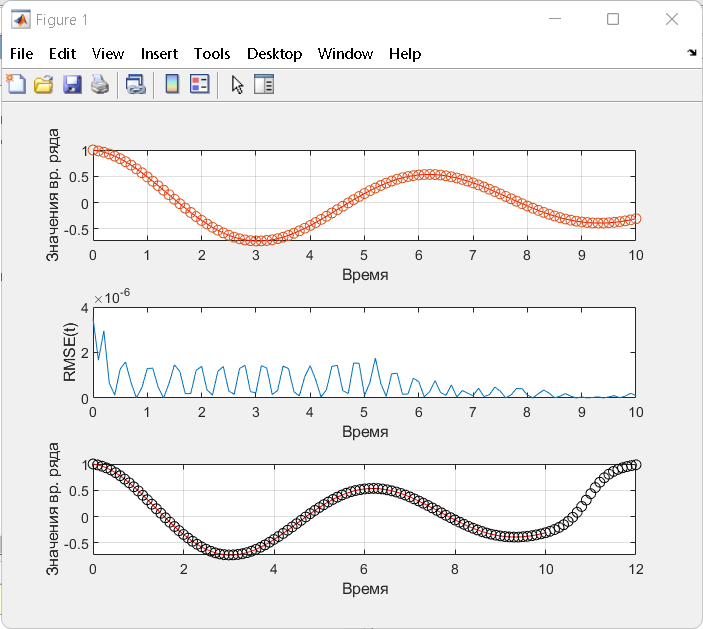 Figure 1
File Edit View Insert Tools Desktop Window Help
Значения вр. ряда
1
0.5
0
-0.5
0 1 2 3 4 5 6 7 8 9 10
Время
×10-6
RMSE(t)
4
2
0
0 1 2 3 4 5 6 7 8 9 10
Время
Значения вр. ряда
1
0.5
0
-0.5
0 2 4 6 8 10 12
Время